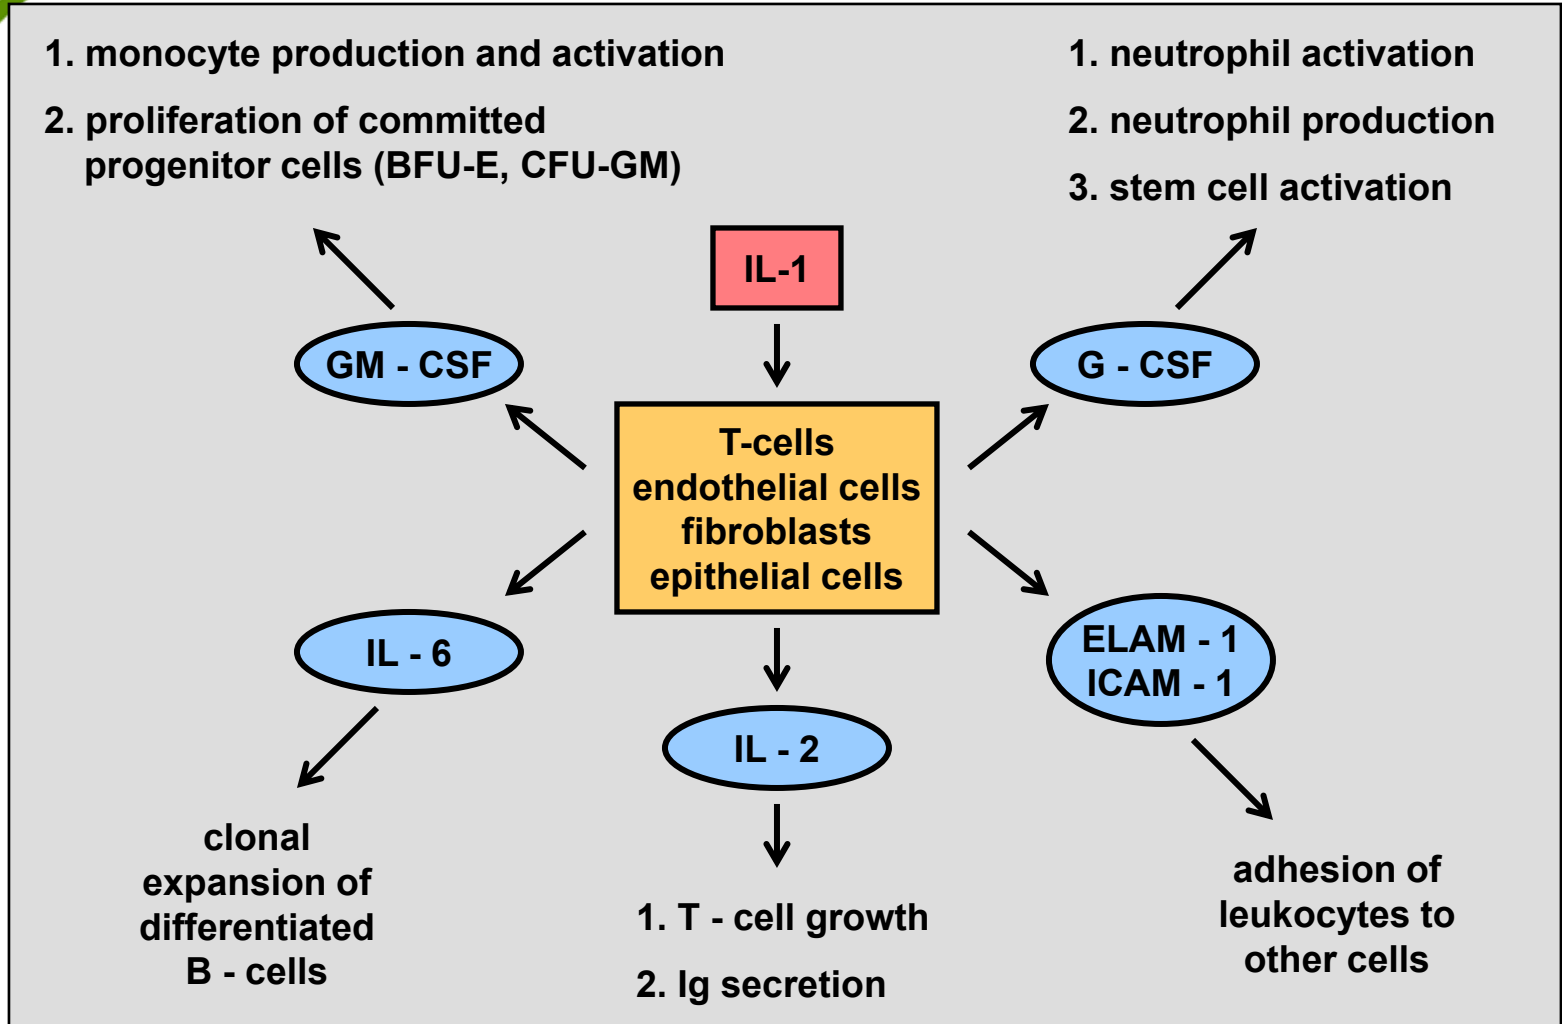 1. monocyte production and activation
2. proliferation of committed
progenitor cells (BFU-E, CFU-GM)
1. neutrophil activation
2. neutrophil production
3. stem cell activation
IL-1
GM - CSF
G - CSF
T-cells
endothelial cells
fibroblasts
epithelial cells
IL - 6
ELAM - 1
ICAM - 1
IL - 2
clonal
expansion of
differentiated
B - cells
1. T - cell growth
2. Ig secretion
adhesion of
leukocytes to
other cells